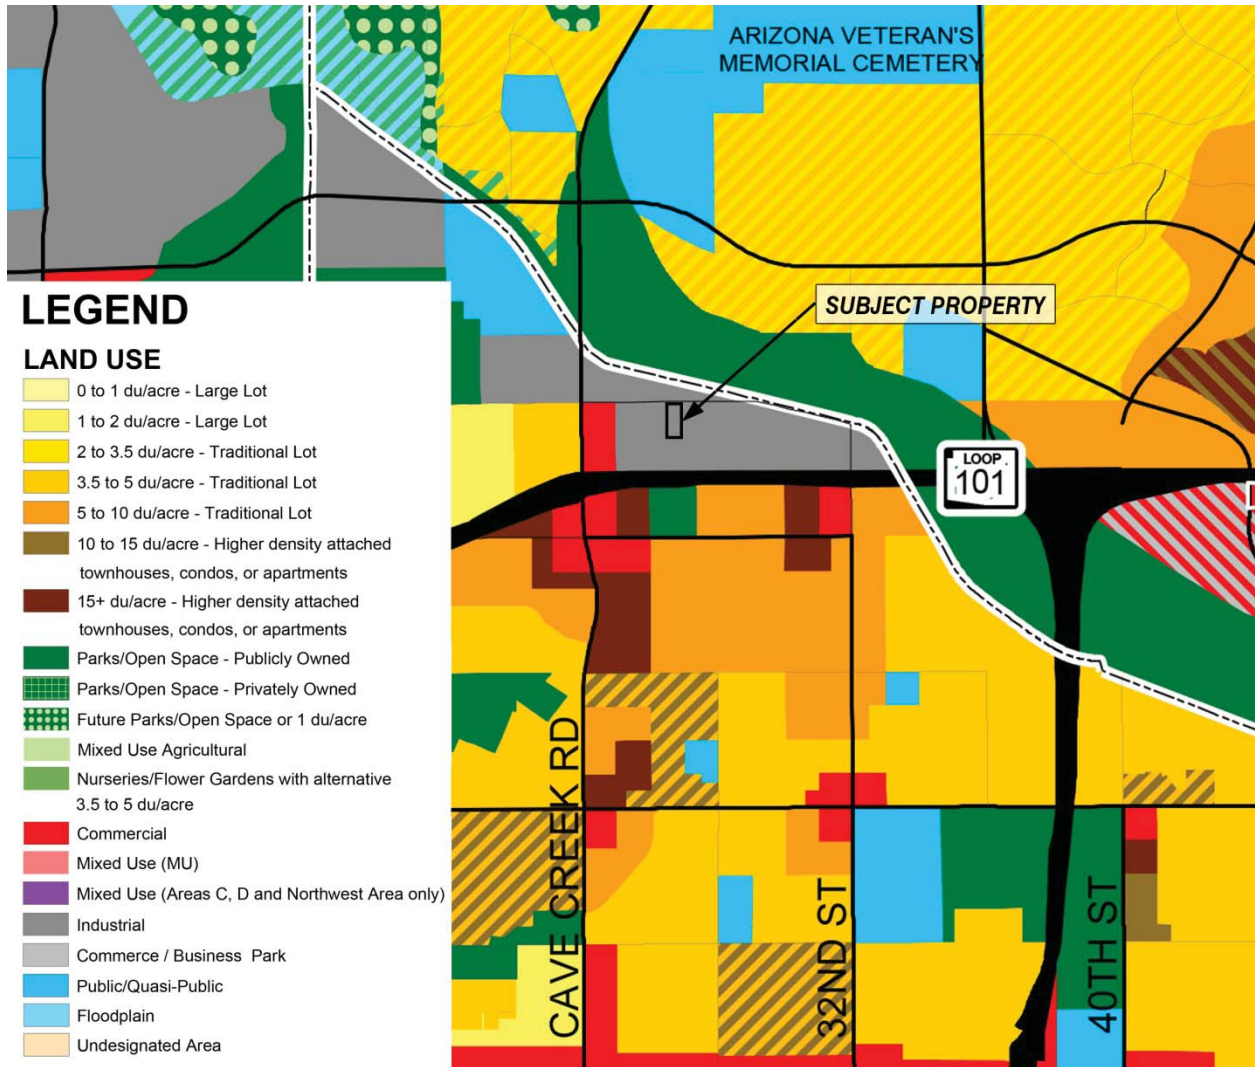 ARIZONA VETERAN'S
MEMORIAL CEMETERY
SUBJECT PROPERTY
LOOP
101
LEGEND
LAND USE
0 to 1 du/acre - Large Lot
1 to 2 du/acre - Large Lot
2 to 3.5 du/acre - Traditional Lot
3.5 to 5 du/acre - Traditional Lot
5 to 10 du/acre - Traditional Lot
10 to 15 du/acre - Higher density attached
townhouses, condos, or apartments
15+ du/acre - Higher density attached
townhouses, condos, or apartments
Parks/Open Space - Publicly Owned
Parks/Open Space - Privately Owned
Future Parks/Open Space or 1 du/acre
Mixed Use Agricultural
Nurseries/Flower Gardens with alternative
3.5 to 5 du/acre
Commercial
Mixed Use (MU)
Mixed Use (Areas C, D and Northwest Area only)
Industrial
Commerce / Business Park
Public/Quasi-Public
Floodplain
Undesignated Area
CAVE CREEK RD
32ND ST
40TH ST